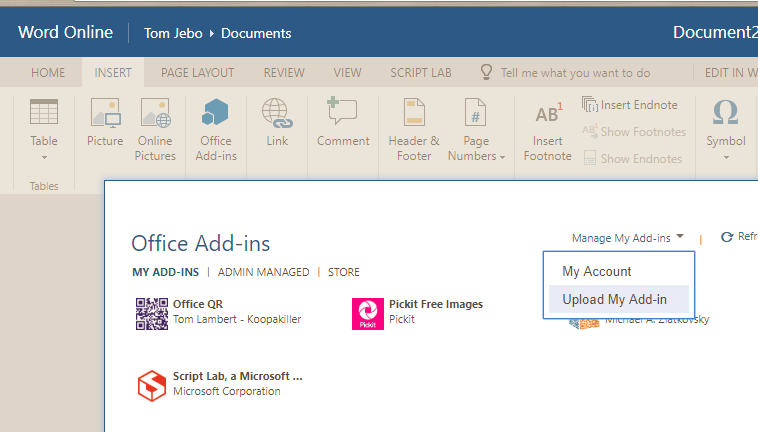 Word Online
Tom Jebo ▸ Documents
Document2
HOME INSERT PAGE LAYOUT REVIEW VIEW SCRIPT LAB Tell me what you want to do EDIT IN W
Table
Picture
Online
Pictures
Office
Add-ins
Link
Comment
Header &
Footer
#
Page
Numbers
AB1
Insert
Footnote
Insert Endnote
AB Show Footnotes
Show Endnotes
Ω
Symbol
Tables
Office Add-ins
Manage My Add-ins | Refr
MY ADD-INS | ADMIN MANAGED | STORE
My Account
Upload My Add-in
Office QR
Tom Lambert - Koopakiller
Pickit
Pickit Free Images
Pickit
Michael A. Zlatkovsky
Script Lab, a Microsoft ...
Microsoft Corporation